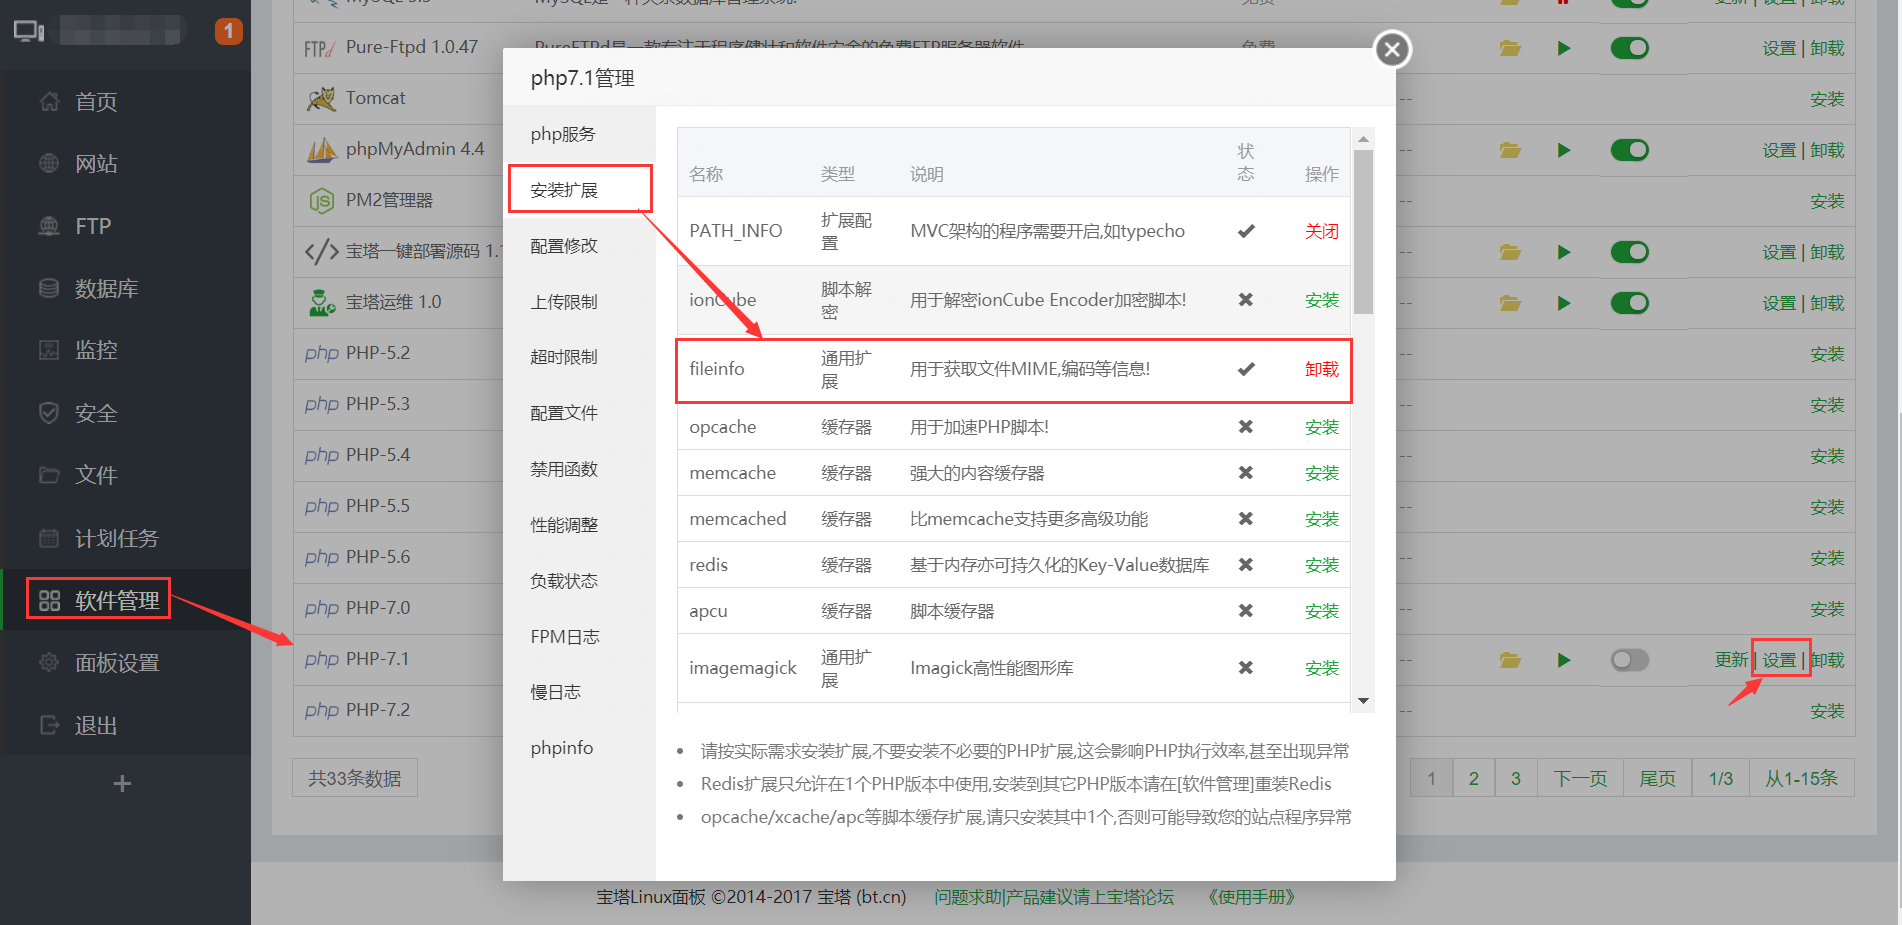 1
首页
网站
FTP
数据库
监控
安全
文件
计划任务
软件管理
面板设置
退出
+
Pure-Ftpd 1.0.47
免费
设置 | 卸载
Tomcat
--
安装
phpMyAdmin 4.4
--
设置 | 卸载
PM2管理器
--
安装
宝塔一键部署源码 1.1
--
设置 | 卸载
宝塔运维 1.0
--
设置 | 卸载
php PHP-5.2
--
安装
php PHP-5.3
--
安装
php PHP-5.4
--
安装
php PHP-5.5
--
安装
php PHP-5.6
--
安装
php PHP-7.0
--
安装
php PHP-7.1
--
更新 | 设置 | 卸载
php PHP-7.2
--
安装
共33条数据
1 2 3 下一页 尾页 1/3 从1-15条
php7.1管理
php服务
安装扩展
配置修改
上传限制
超时限制
配置文件
禁用函数
性能调整
负载状态
FPM日志
慢日志
phpinfo
名称 类型 说明 状态 操作
PATH_INFO 扩展配置 MVC架构的程序需要开启,如typecho 关闭
ionCube 脚本解密 用于解密ionCube Encoder加密脚本! 安装
fileinfo 通用扩展 用于获取文件MIME,编码等信息! 卸载
opcache 缓存器 用于加速PHP脚本! 安装
memcache 缓存器 强大的内容缓存器 安装
memcached 缓存器 比memcache支持更多高级功能 安装
redis 缓存器 基于内存亦可持久化的Key-Value数据库 安装
apcu 缓存器 脚本缓存器 安装
imagemagick 通用扩展 Imagick高性能图形库 安装
请按实际需求安装扩展,不要安装不必要的PHP扩展,这会影响PHP执行效率,甚至出现异常
Redis扩展只允许在1个PHP版本中使用,安装到其它PHP版本请在[软件管理]重装Redis
opcache/xcache/apc等脚本缓存扩展,请只安装其中1个,否则可能导致您的站点程序异常
宝塔Linux面板 ©2014-2017 宝塔 (bt.cn) 问题求助|产品建议请上宝塔论坛 《使用手册》